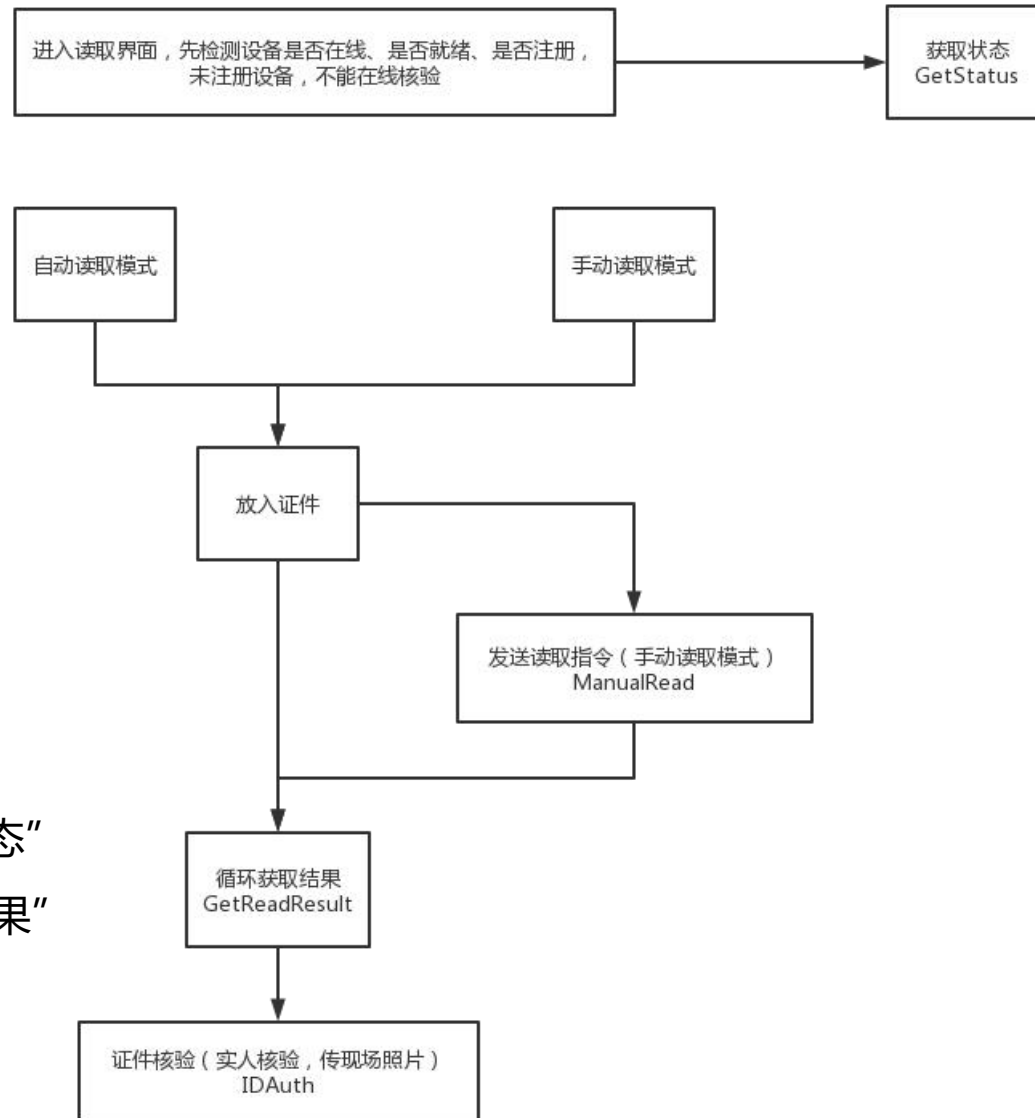 进入读取界面，先检测设备是否在线、是否就绪、是否注册，
未注册设备，不能在线核验
获取状态
GetStatus
自动读取模式
手动读取模式
放入证件
发送读取指令（手动读取模式）
ManualRead
态”
果”
循环获取结果
GetReadResult
证件核验（实人核验，传现场照片）
IDAuth